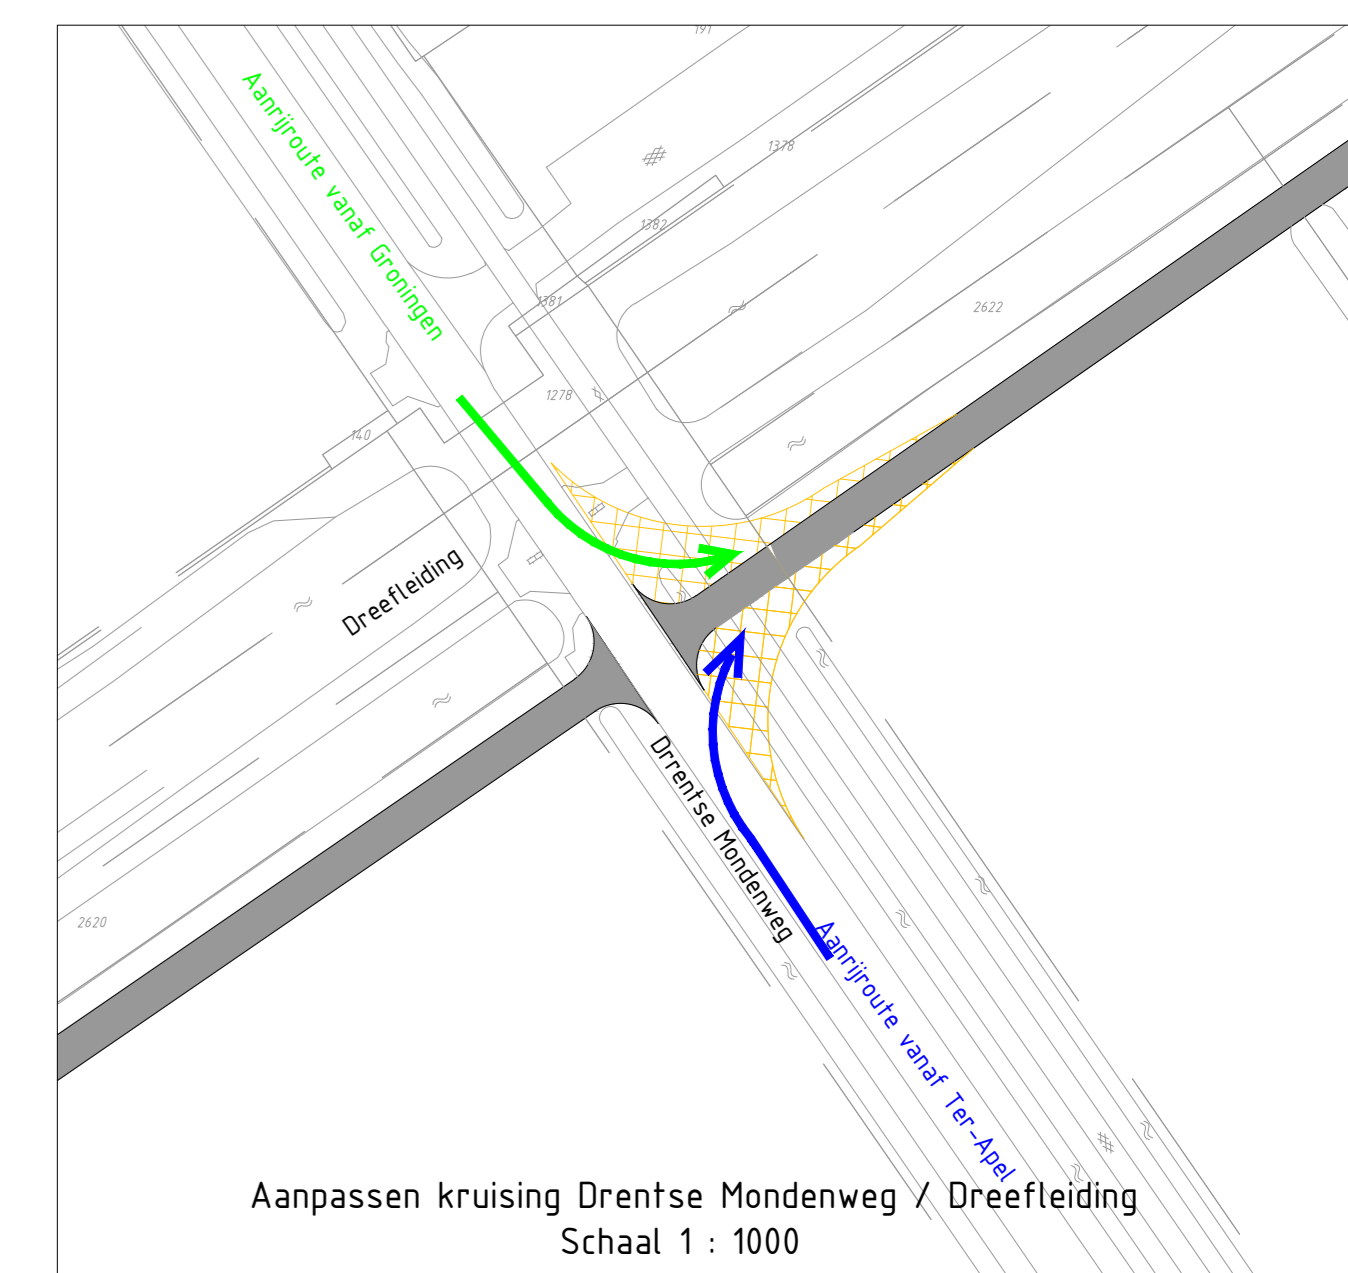 191
Aanrijroute vanaf Groningen
1378
1382
1381
2622
1278
140
Dreefleiding
Drrentse Mondenweg
2620
Aanrijroute vanaf Ter-Apel
Aanpassen kruising Drentse Mondenweg / Dreefleiding
Schaal 1 : 1000